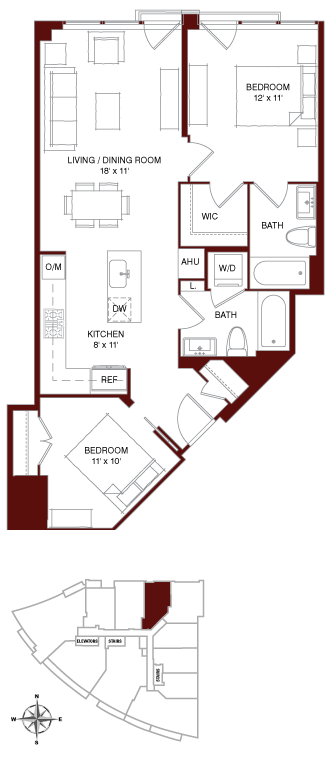 BEDROOM
12' x 11'
LIVING / DINING ROOM
18' x 11'
WIC
BATH
AHU
W/D
O/M
L.
DW
BATH
KITCHEN
8' x 11'
REF
BEDROOM
11' x 10'
ELEVATORS
STAIRS
STAIRS
N
W
E
S